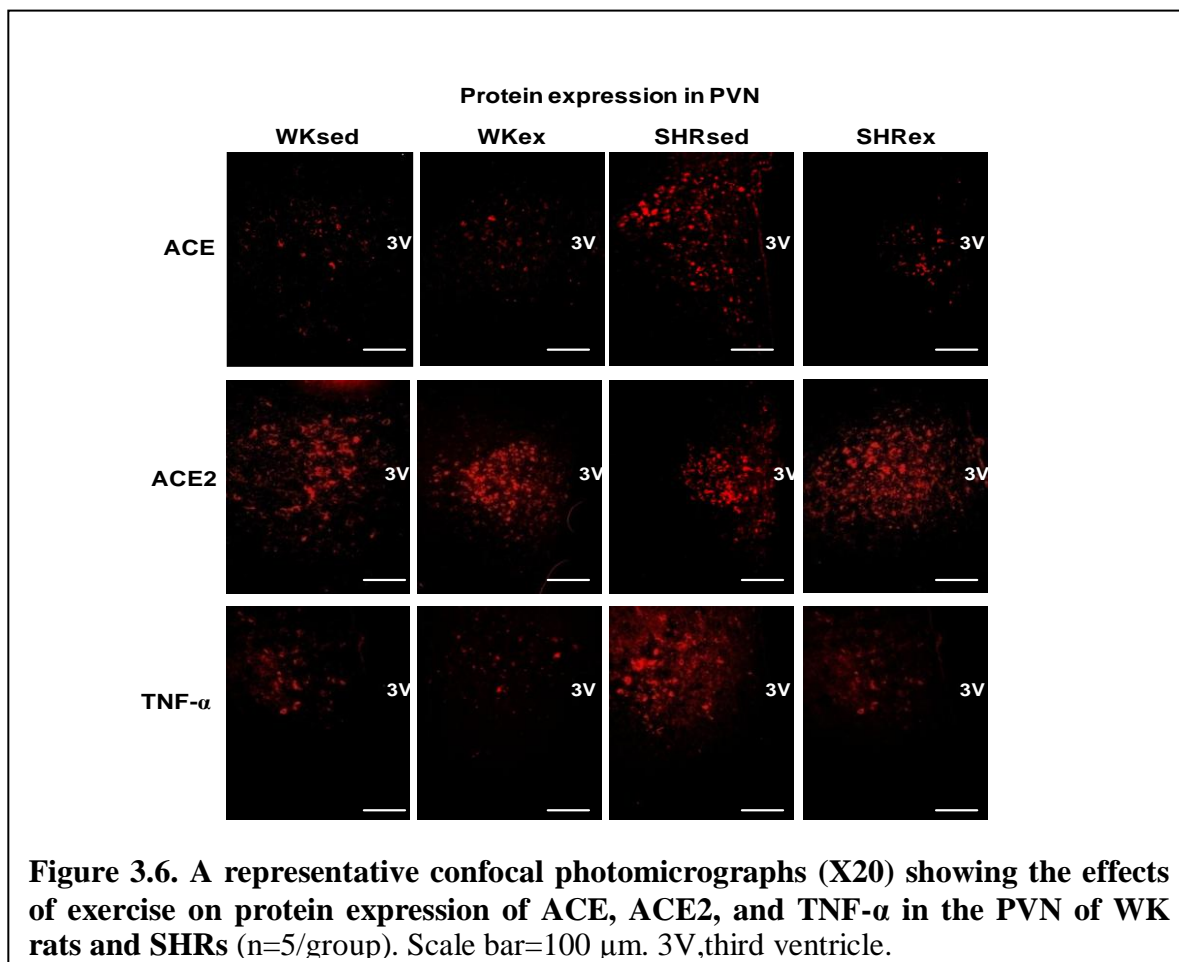 Protein expression in PVN
WKsed WKex SHRsed SHRex
ACE 3V 3V 3V 3V
ACE2 3V 3V 3V 3V
TNF-α 3V 3V 3V 3V
Figure 3.6. A representative confocal photomicrographs (X20) showing the effects
of exercise on protein expression of ACE, ACE2, and TNF-α in the PVN of WK
rats and SHRs (n=5/group). Scale bar=100 µm. 3V,third ventricle.